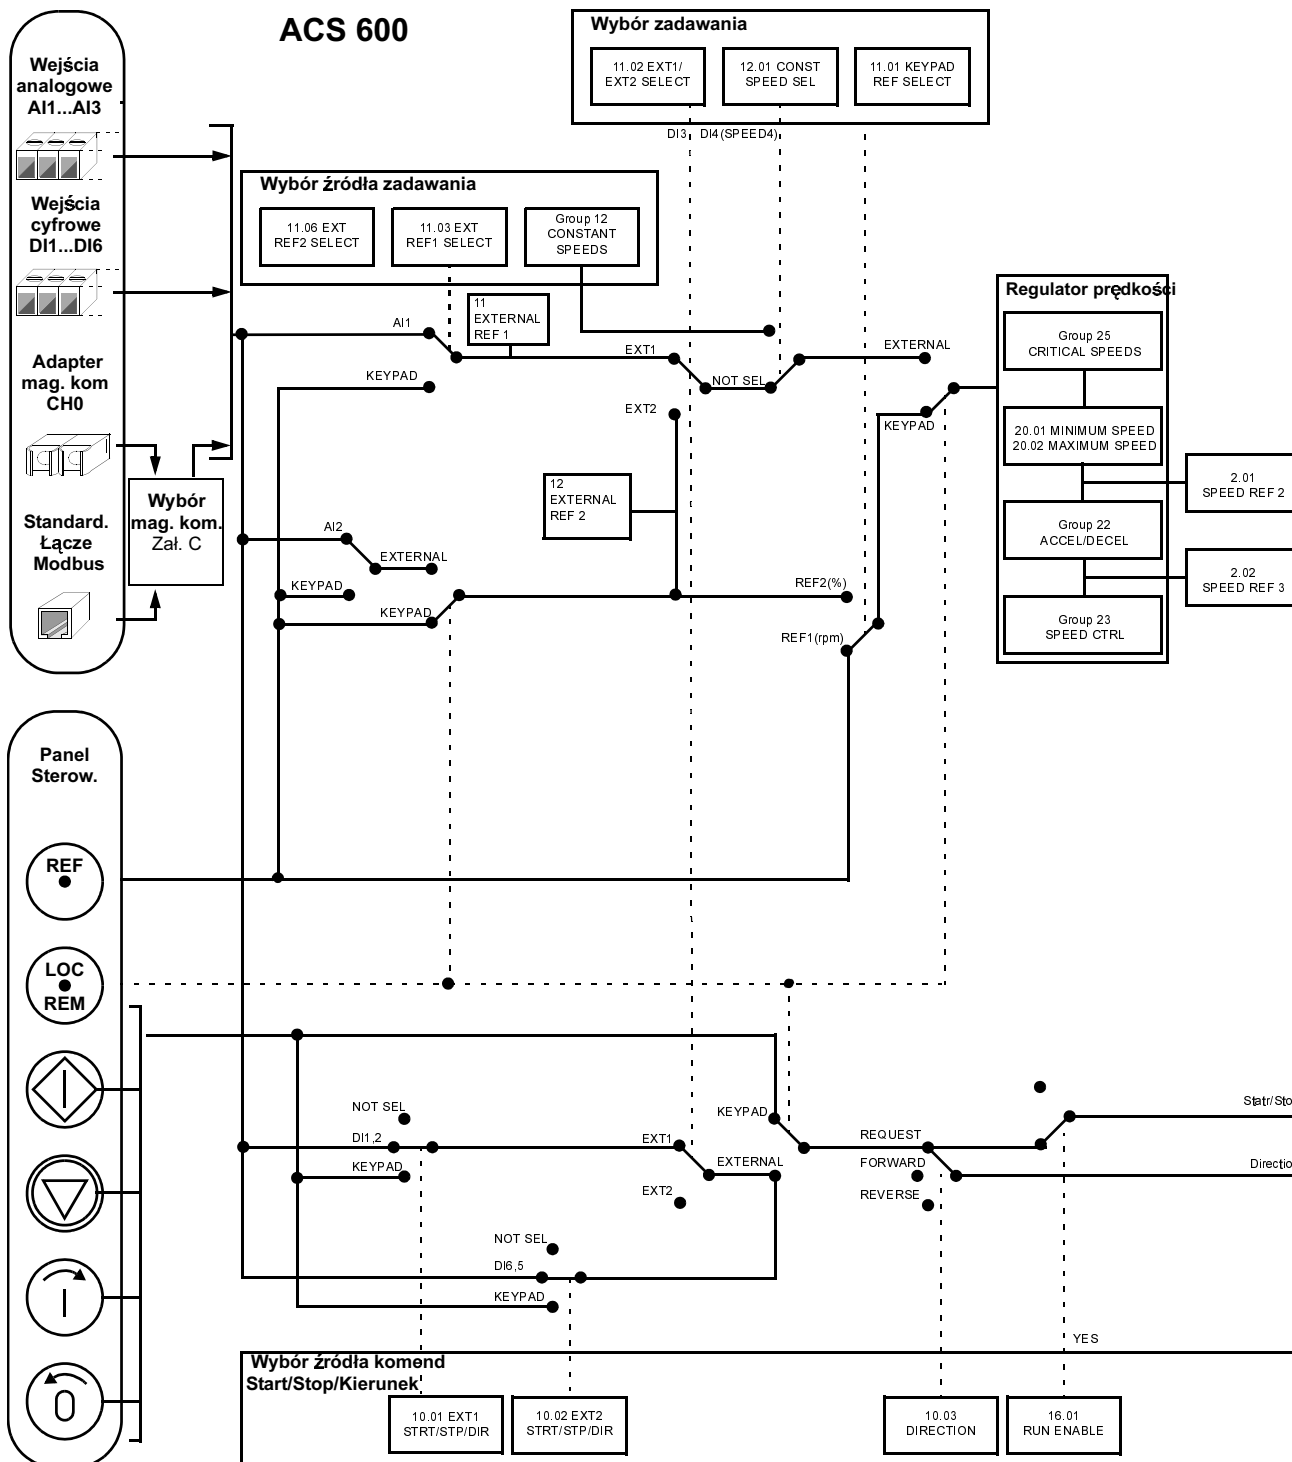 ACS 600
Wejścia
analogowe
AI1...AI3
Wejścia
cyfrowe
DI1...DI6
Adapter
mag. kom
CH0
Standard.
Łącze
Modbus
Wybór
mag. kom.
Zał. C
Wybór zadawania
11.02 EXT1/
EXT2 SELECT
12.01 CONST
SPEED SEL
11.01 KEYPAD
REF SELECT
DI3
DI4(SPEED4)
Wybór źródła zadawania
11.06 EXT
REF2 SELECT
11.03 EXT
REF1 SELECT
Group 12
CONSTANT
SPEEDS
11
EXTERNAL
REF 1
AI1
KEYPAD
EXT1
NOT SEL
EXT2
EXTERNAL
KEYPAD
12
EXTERNAL
REF 2
AI2
EXTERNAL
KEYPAD
KEYPAD
REF2(%)
REF1(rpm)
Regulator prędkości
Group 25
CRITICAL SPEEDS
20.01 MINIMUM SPEED
20.02 MAXIMUM SPEED
2.01
SPEED REF 2
Group 22
ACCEL/DECEL
2.02
SPEED REF 3
Group 23
SPEED CTRL
Panel
Sterow.
REF
LOC
REM
I
I
0
NOT SEL
DI1,2
KEYPAD
EXT1
EXT2
KEYPAD
EXTERNAL
NOT SEL
DI6,5
KEYPAD
REQUEST
FORWARD
REVERSE
Statr/Sto
Directio
YES
Wybór źródła komend
Start/Stop/Kierunek
10.01 EXT1
STRT/STP/DIR
10.02 EXT2
STRT/STP/DIR
10.03
DIRECTION
16.01
RUN ENABLE